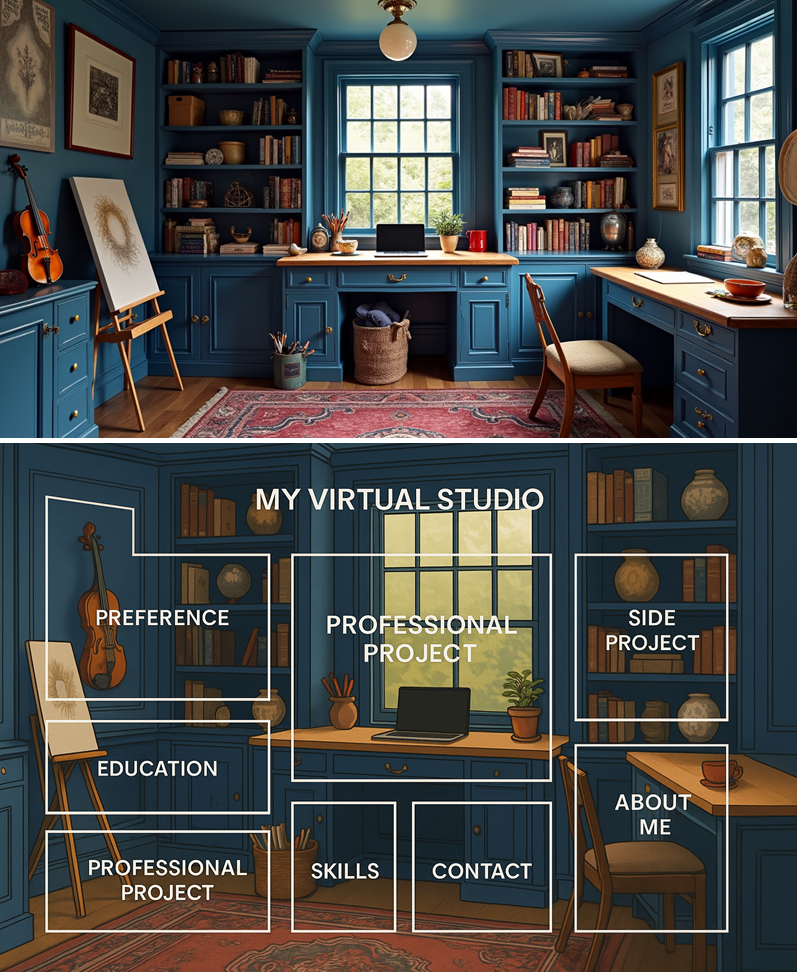 MY VIRTUAL STUDIO
PREFERENCE
PROFESSIONAL
PROJECT
SIDE
PROJECT
EDUCATION
ABOUT
ME
PROFESSIONAL
PROJECT
SKILLS
CONTACT